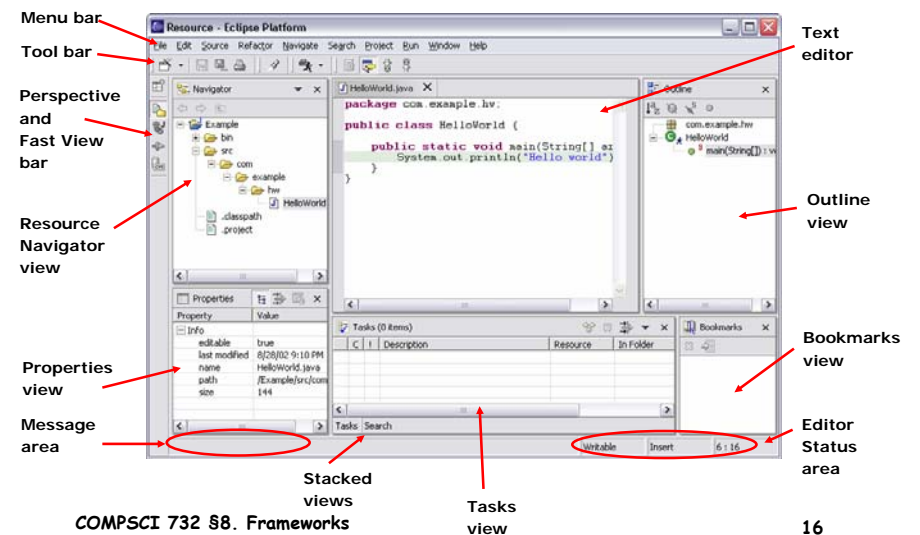 Menu bar
Tool bar
Perspective
and
Fast View
bar
Resource
Navigator
view
Properties
view
Message
area
Resource - Eclipse Platform
File Edit Source Refactor Navigate Search Project Run Window Help
Navigator
Example
bin
src
com
example
hw
HelloWorld
.classpath
.project
HelloWorld.java
package com.example.hw;
public class HelloWorld {
public static void main(String[] ar
System.out.println("Hello world")
}
}
Outline
com.example.hw
HelloWorld
main(String[]) : v
Properties
Property Value
Info
editable true
last modified 8/28/02 9:10 PM
name HelloWorld.java
path /Example/src/com
size 144
Tasks (0 items)
C ! Description Resource In Folder
Tasks Search
Bookmarks
Writable Insert 6 : 16
Text
editor
Outline
view
Bookmarks
view
Editor
Status
area
Stacked
views
Tasks
view
COMPSCI 732 §8. Frameworks
16